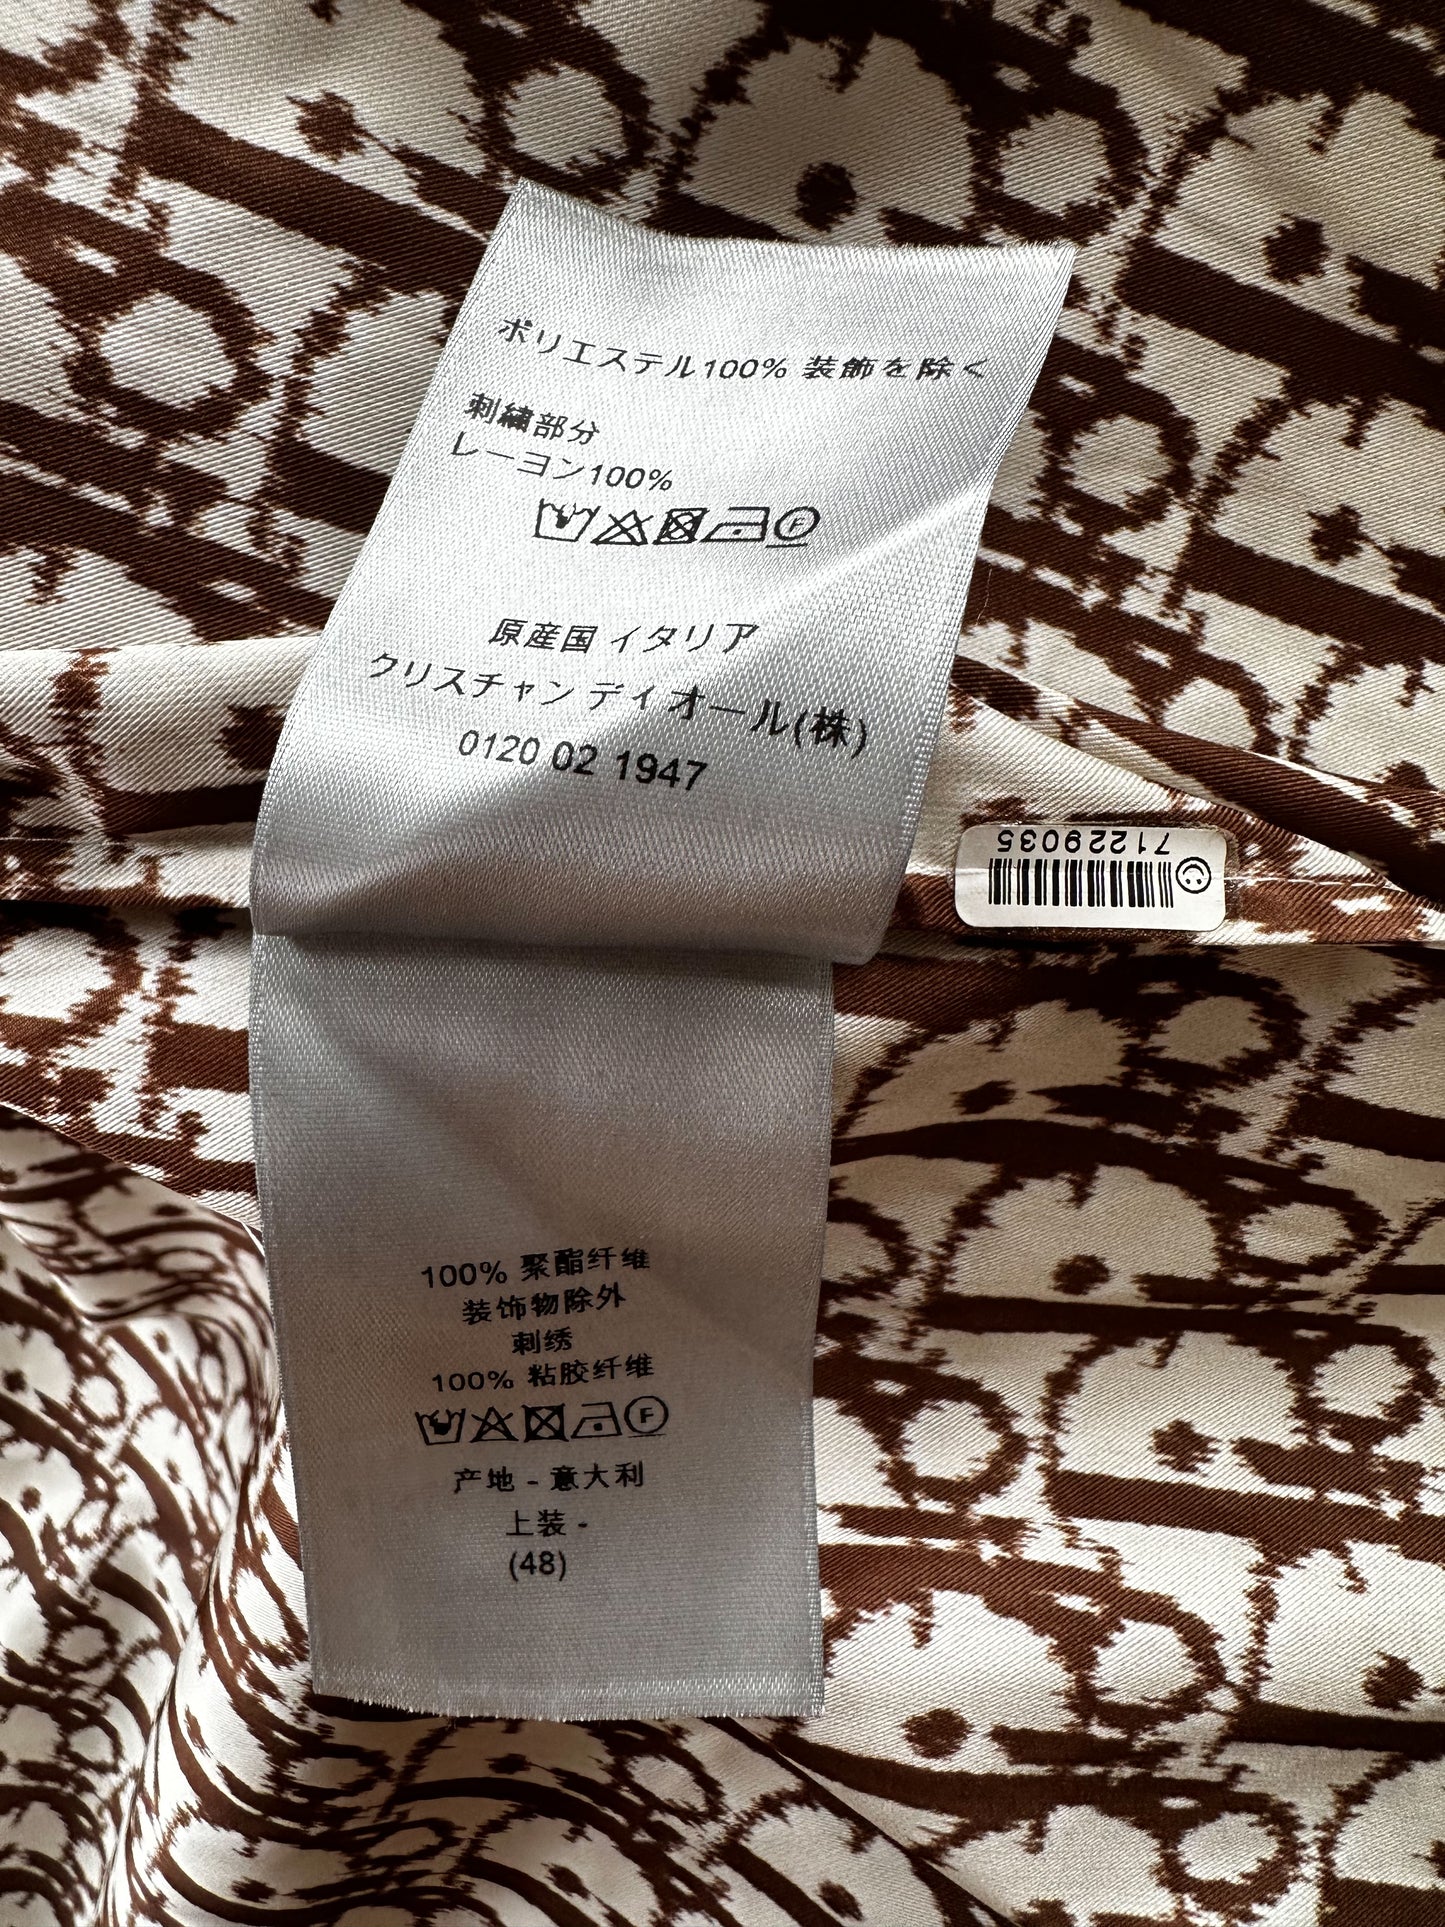 ポリエステル100% 装飾を除く
刺繍部分
レーヨン100%
F
原産国 イタリア
クリスチャン ディオール(株)
0120 02 1947
71229035
100% 聚酯纤维
装饰物除外
刺绣
100% 粘胶纤维
F
产地 - 意大利
上装 -
(48)